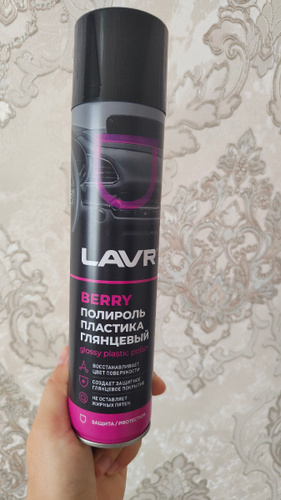 LAVR
BERRY
ПОЛИРОЛЬ
ПЛАСТИКА
ГЛЯНЦЕВЫЙ
glossy plastic polish
ВОССТАНАВЛИВАЕТ
ЦВЕТ ПОВЕРХНОСТИ
СОЗДАЕТ ЗАЩИТНОЕ
ГЛЯНЦЕВОЕ ПОКРЫТИЕ
НЕ ОСТАВЛЯЕТ
ЖИРНЫХ ПЯТЕН
ЗАЩИТА / PROTECTION